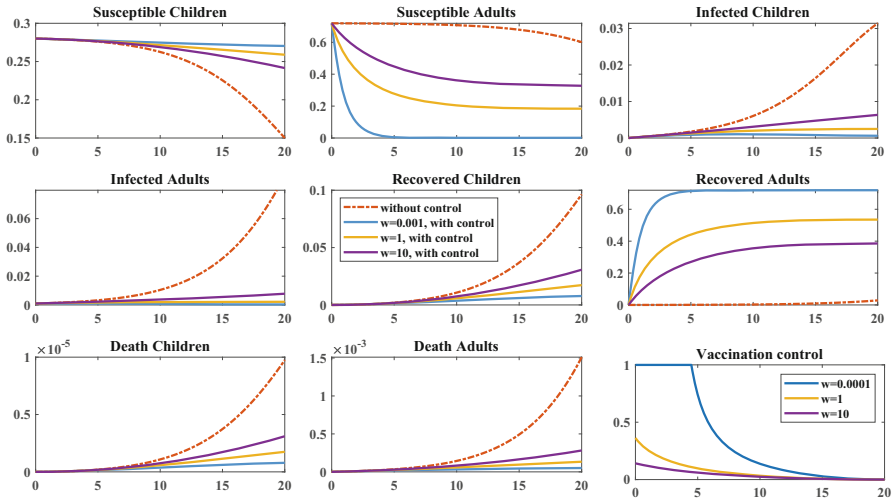 Susceptible Children
0.3
0.25
0.2
0.15
0 5 10 15 20
Susceptible Adults
0.6
0.4
0.2
0
0 5 10 15 20
Infected Children
0.03
0.02
0.01
0
0 5 10 15 20
Infected Adults
0.06
0.04
0.02
0
0 5 10 15 20
Recovered Children
0.1
0.05
0
without control
w=0.001, with control
w=1, with control
w=10, with control
0 5 10 15 20
Recovered Adults
0.6
0.4
0.2
0
0 5 10 15 20
Death Children
×10⁻⁵
1
0.5
0
0 5 10 15 20
Death Adults
×10⁻³
1.5
1
0.5
0
0 5 10 15 20
Vaccination control
1
0.5
0
w=0.0001
w=1
w=10
0 5 10 15 20